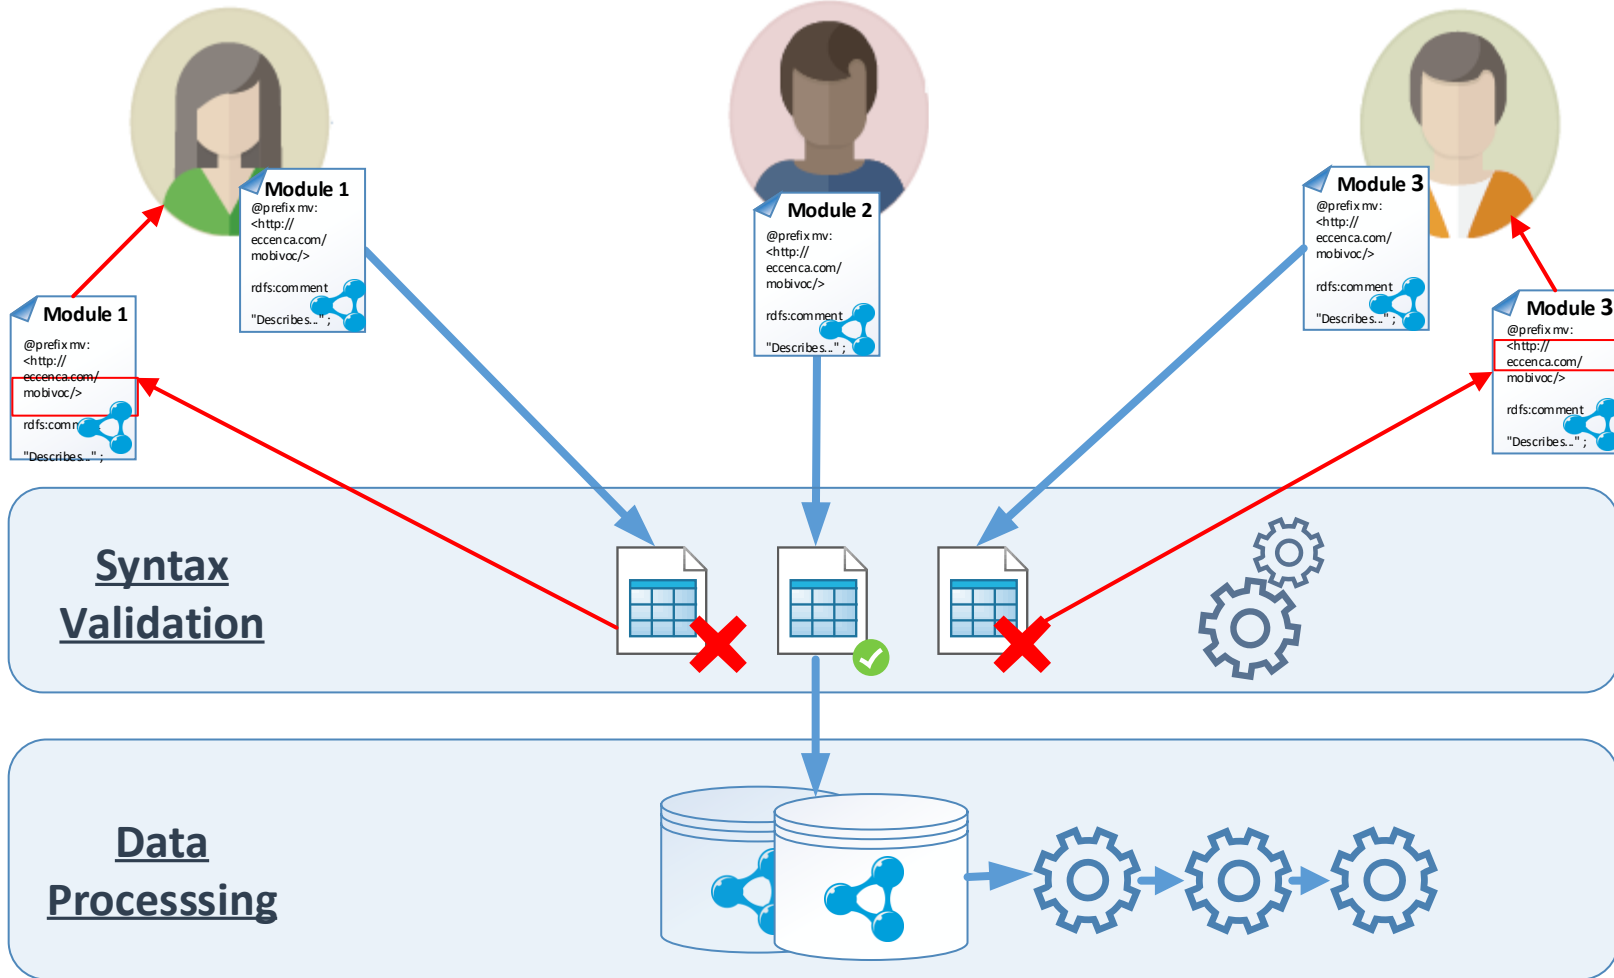 Module 1
@prefix mv:
<http://
eccenca.com/
mobivoc/>
rdfs:comment
"Describes..." ;
Module 2
@prefix mv:
<http://
eccenca.com/
mobivoc/>
rdfs:comment
"Describes..." ;
Module 3
@prefix mv:
<http://
eccenca.com/
mobivoc/>
rdfs:comment
"Describes..." ;
Module 1
@prefix mv:
<http://
eccenca.com/
mobivoc/>
"Describes..." ;
Module 3
@prefix mv:
<http://
eccenca.com/
mobivoc/>
rdfs:comment
"Describes..." ;
Syntax
Validation
Data
Processsing